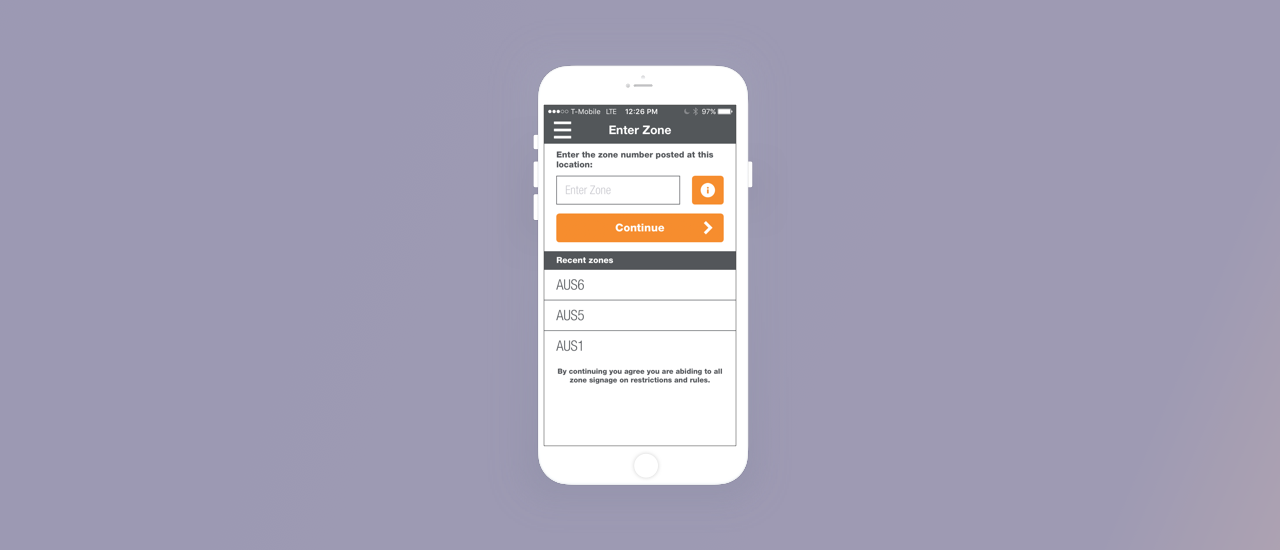 T-Mobile LTE 12:26 PM 97%
Enter Zone
Enter the zone number posted at this
location:
Enter Zone
Continue
Recent zones
AUS6
AUS5
AUS1
By continuing you agree you are abiding to all
zone signage on restrictions and rules.